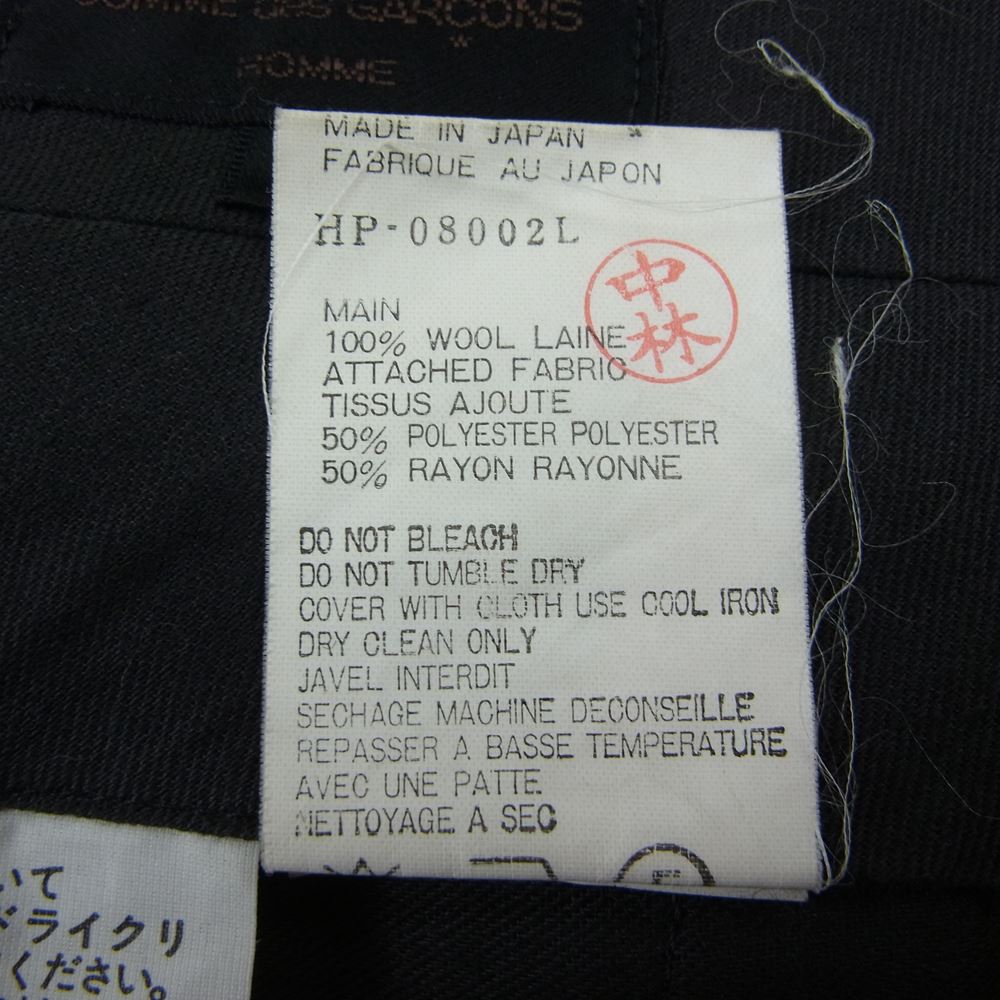 COMME des GARCONS
HOMME
MADE IN JAPAN
FABRIQUE AU JAPON
HP-08002L
中林
MAIN
100% WOOL LAINE
ATTACHED FABRIC
TISSUS AJOUTE
50% POLYESTER POLYESTER
50% RAYON RAYONNE
DO NOT BLEACH
DO NOT TUMBLE DRY
COVER WITH CLOTH USE COOL IRON
DRY CLEAN ONLY
JAVEL INTERDIT
SECHAGE MACHINE DECONSEILLE
REPASSER A BASSE TEMPERATURE
AVEC UNE PATTE
NETTOYAGE A SEC
いて
ドライクリ
ください。